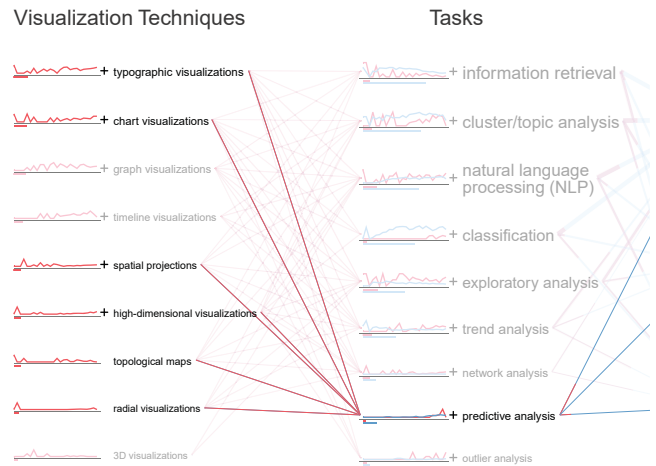 Visualization Techniques
Tasks
+ typographic visualizations
+ chart visualizations
+ graph visualizations
+ timeline visualizations
+ spatial projections
+ high-dimensional visualizations
topological maps
radial visualizations
3D visualizations
+ information retrieval
+ cluster/topic analysis
+ natural language
processing (NLP)
+ classification
+ exploratory analysis
+ trend analysis
+ network analysis
+ predictive analysis
+ outlier analysis